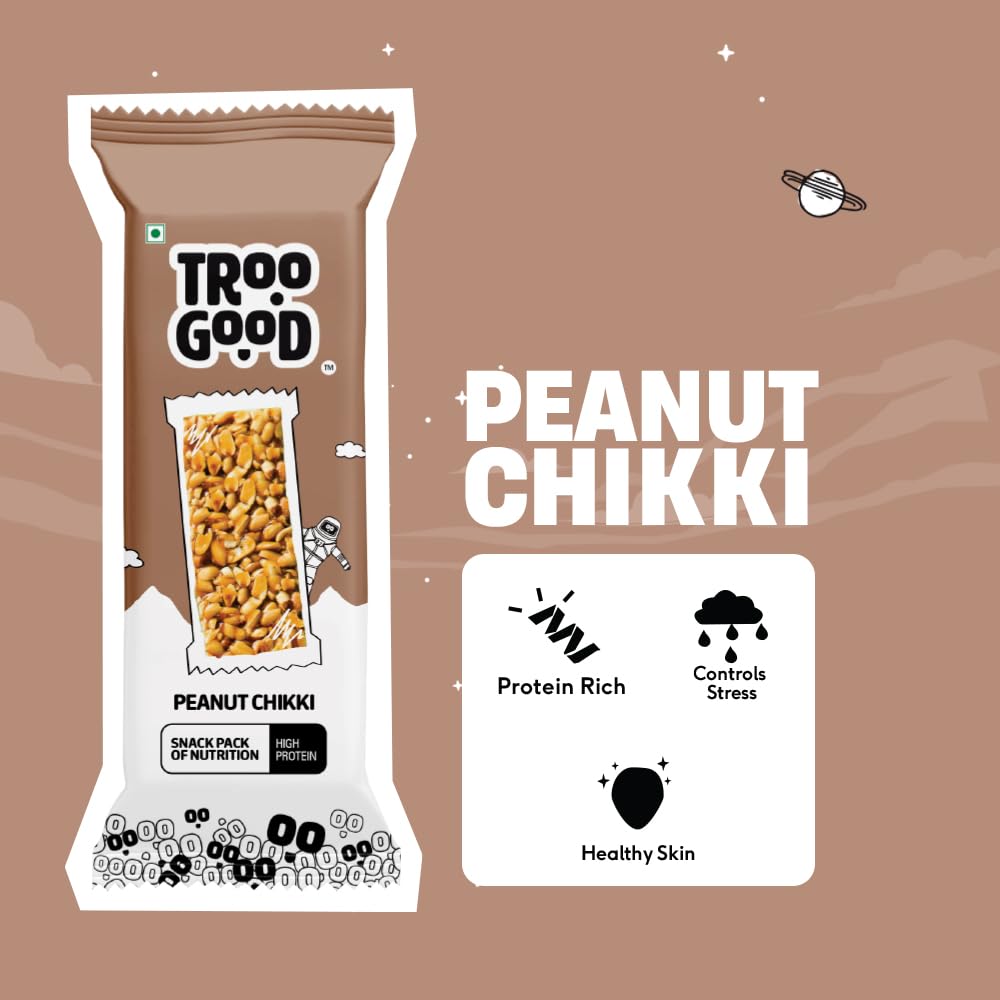 TROO
GOOD
TM
PEANUT CHIKKI
SNACK PACK
OF NUTRITION
HIGH
PROTEIN
PEANUT
CHIKKI
Protein Rich
Controls
Stress
Healthy Skin